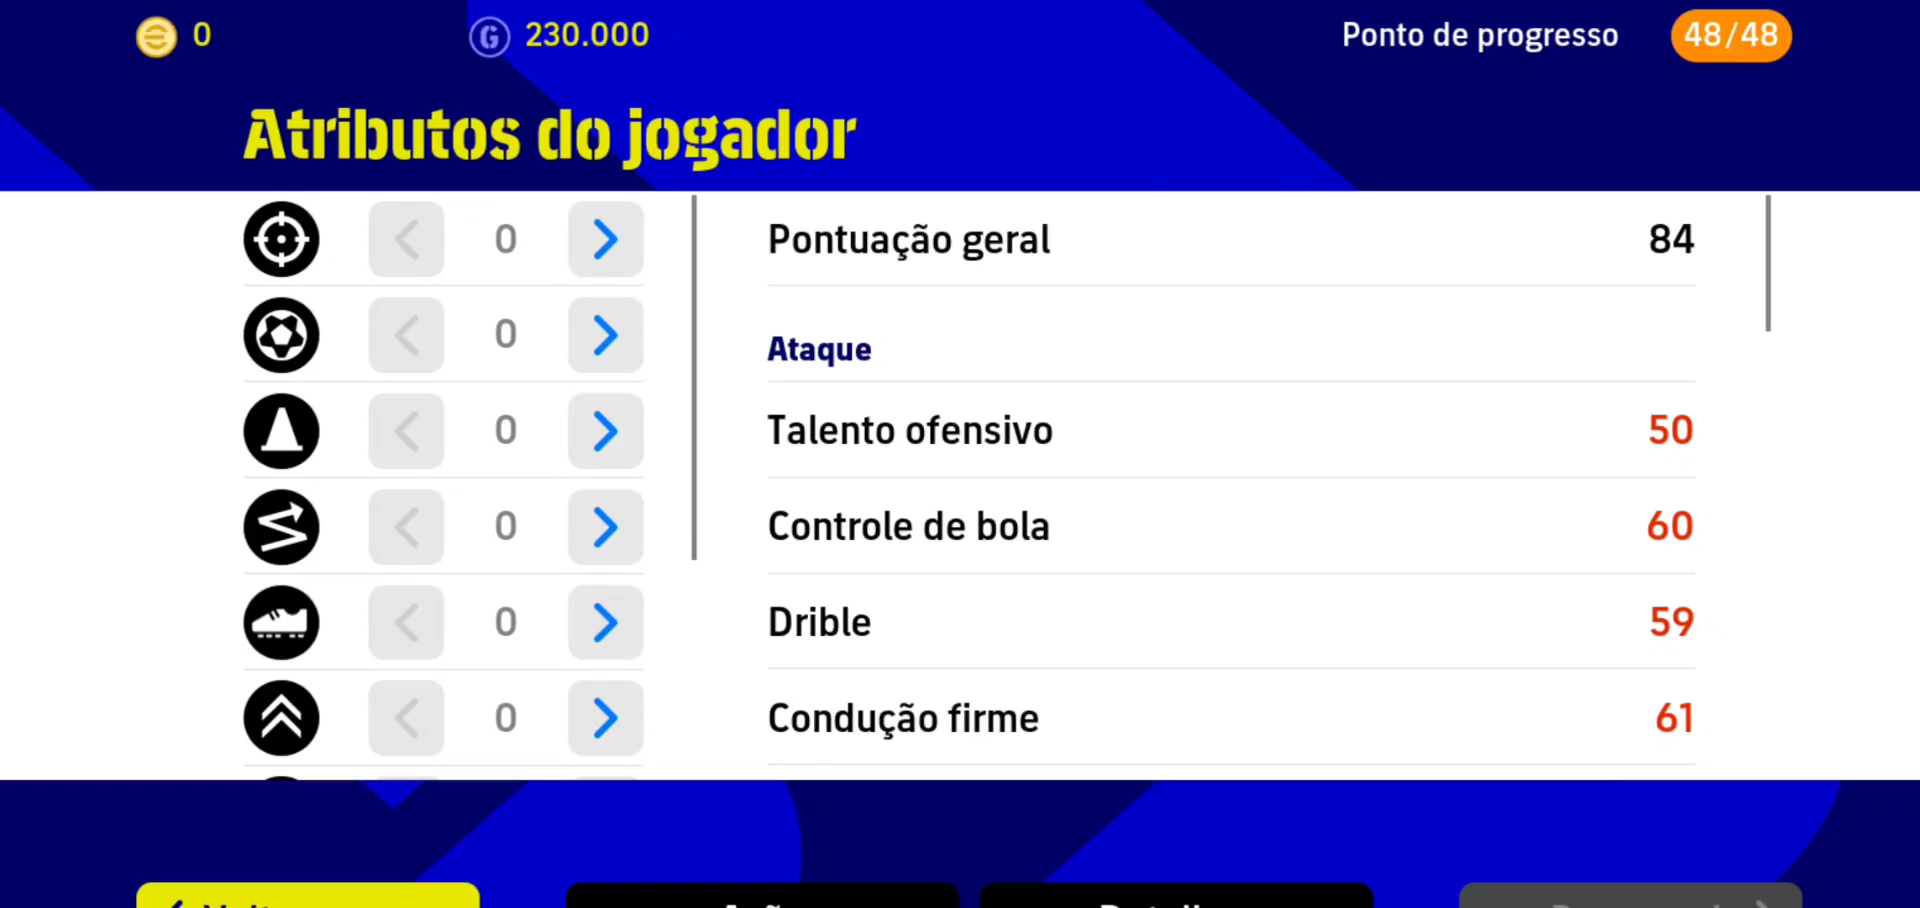 0 230.000 Ponto de progresso 48/48
Atributos do jogador
0 Pontuação geral 84
0 Ataque
0 Talento ofensivo 50
0 Controle de bola 60
0 Drible 59
0 Condução firme 61